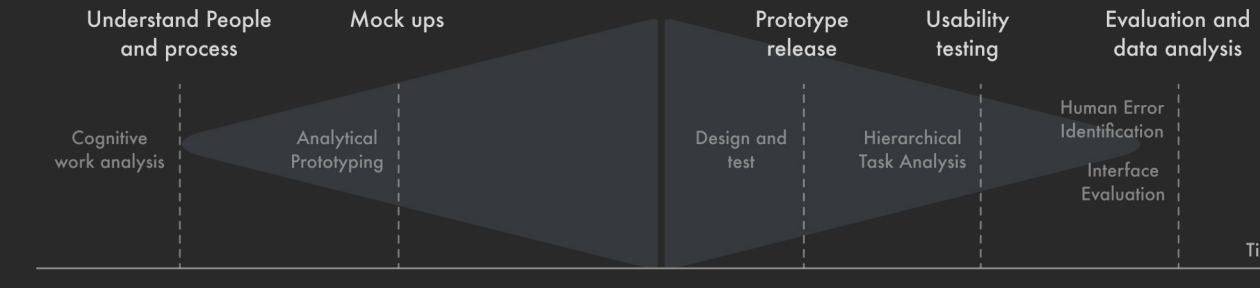 Understand People
and process
Mock ups
Prototype
release
Usability
testing
Evaluation and
data analysis
Cognitive
work analysis
Analytical
Prototyping
Design and
test
Hierarchical
Task Analysis
Human Error
Identification
Interface
Evaluation